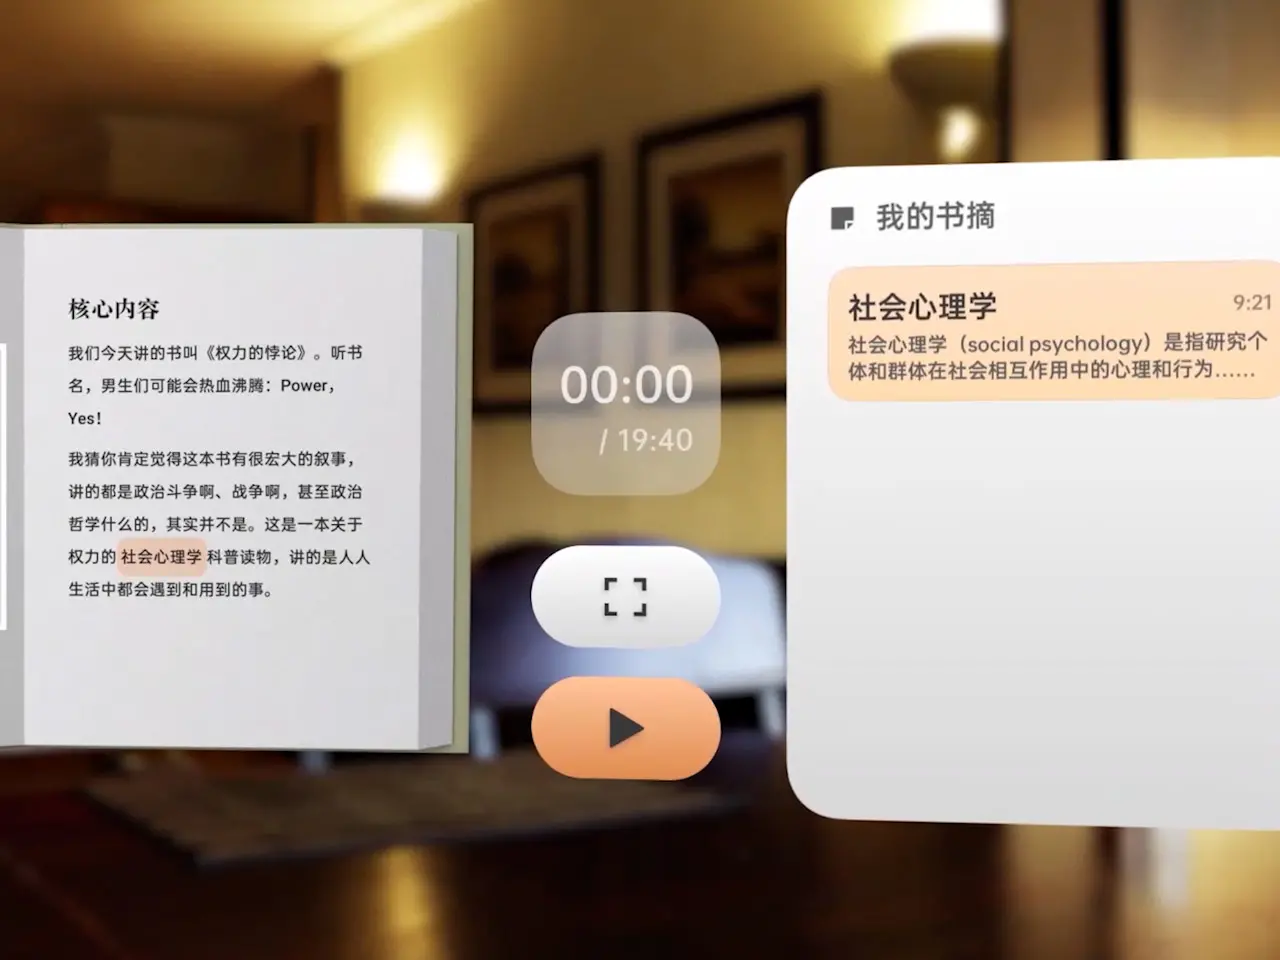 核心内容
我们今天讲的书叫《权力的悖论》。听书
名，男生们可能会热血沸腾：Power，
Yes！
我猜你肯定觉得这本书有很宏大的叙事，
讲的都是政治斗争啊、战争啊，甚至政治
哲学什么的，其实并不是。这是一本关于
权力的 社会心理学 科普读物，讲的是人人
生活中都会遇到和用到的事。
00:00
/ 19:40
我的书摘
社会心理学
9:21
社会心理学（social psychology）是指研究个
体和群体在社会相互作用中的心理和行为……